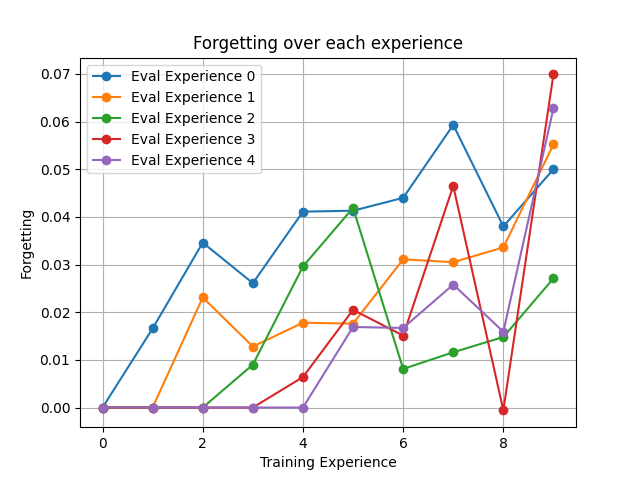 Forgetting over each experience
Eval Experience 0
Eval Experience 1
Eval Experience 2
Eval Experience 3
Eval Experience 4
0.07
0.06
0.05
0.04
0.03
0.02
0.01
0.00
Forgetting
0 2 4 6 8
Training Experience